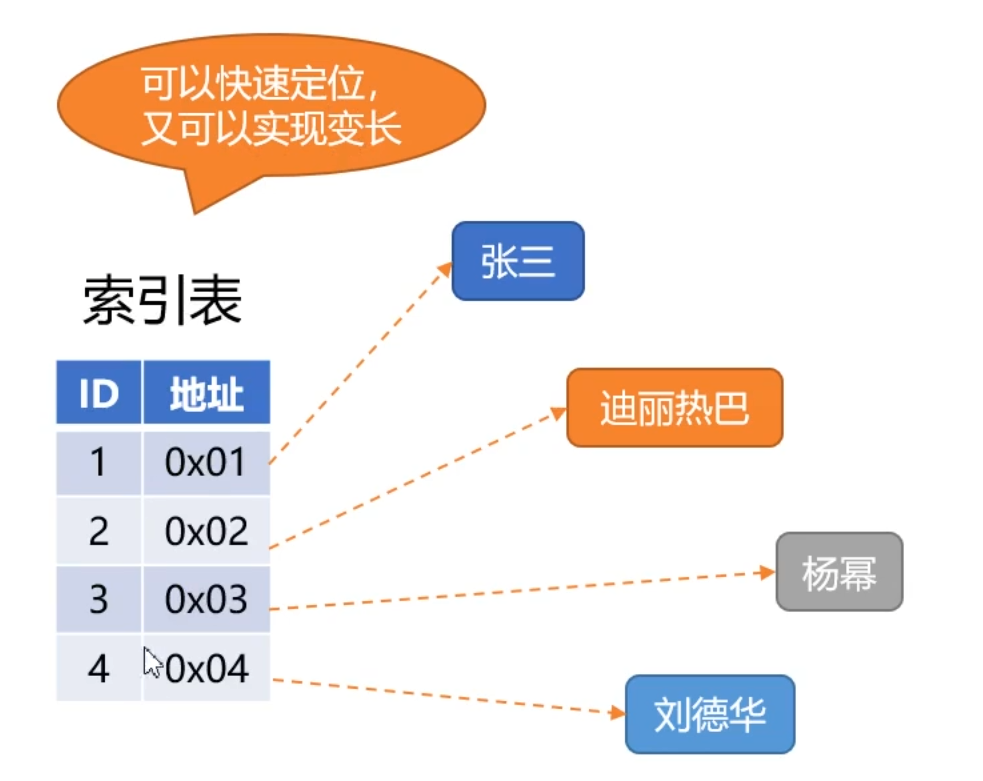 可以快速定位,
又可以实现变长
索引表
ID 地址
1 0x01
2 0x02
3 0x03
4 0x04
张三
迪丽热巴
杨幂
刘德华